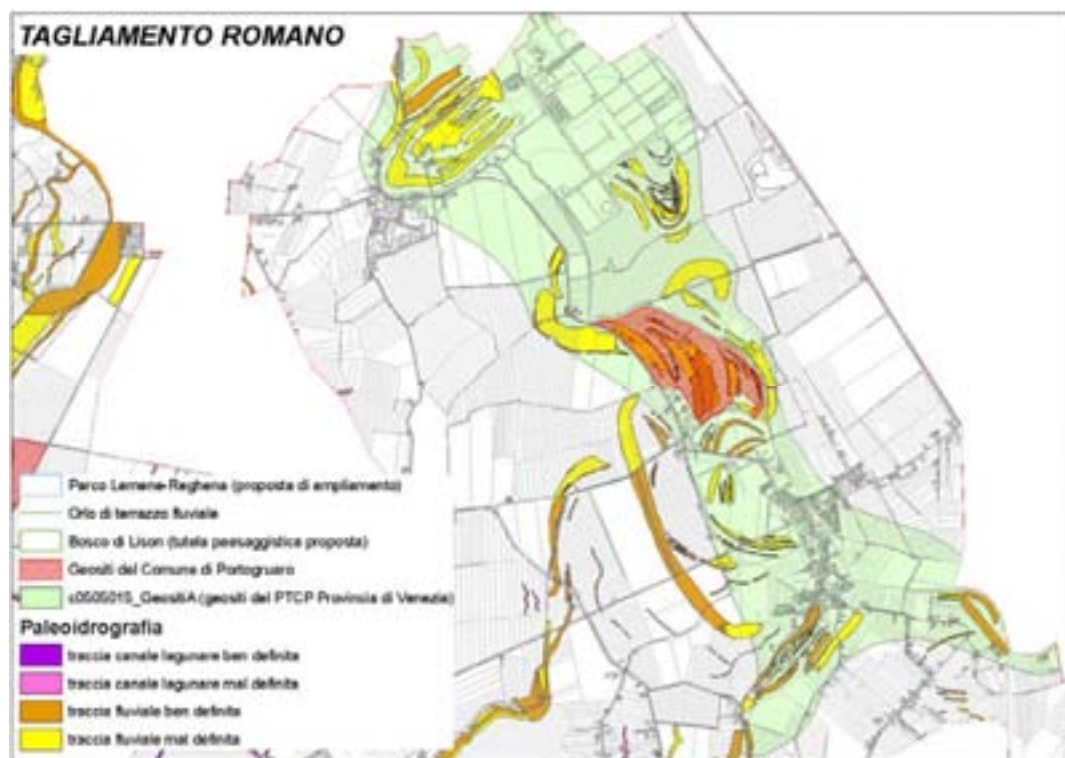 TAGLIAMENTO ROMANO
Parco Lemene-Reghena (proposta di ampliamento)
Orlo di terrazzo fluviale
Bosco di Lison (tutela paesaggistica proposta)
Geositi del Comune di Portogruaro
c0505015_GeositiA (geositi del PTCP Provincia di Venezia)
Paleoidrografia
traccia canale lagunare ben definita
traccia canale lagunare mal definita
traccia fluviale ben definita
traccia fluviale mal definita